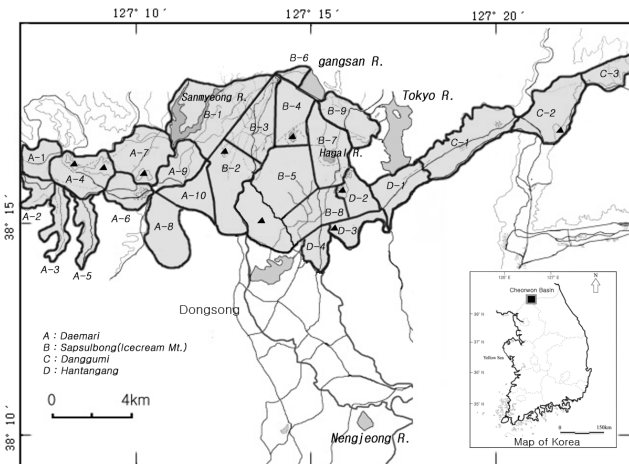 127° 10′ 127° 15′ 127° 20′
B-6 gangsan R.
Sanmyeong R.
B-1
B-3
B-4
B-9
Tokyo R.
C-3
C-2
C-1
A-1
A-7
A-9
B-2
B-7
Hagal R.
A-4
B-5
D-1
A-10
D-2
A-2
A-6
A-8
B-8
D-3
D-4
A-3
A-5
38° 15′
Dongsong
A : Daemari
B : Sapsulbong(Icecream Mt.)
C : Danggumi
D : Hantangang
0 4km
38° 10′
Nengjeong R.
N
Cheorwon Basin
Yellow Sea
0 150km
Map of Korea